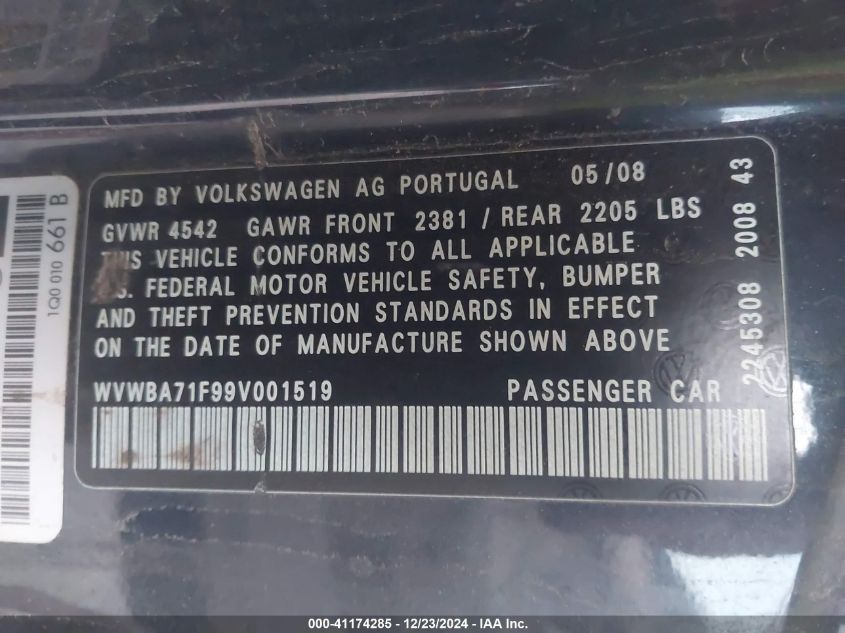 MFD BY VOLKSWAGEN AG PORTUGAL 05/08
GVWR 4542 GAWR FRONT 2381 / REAR 2205 LBS
THIS VEHICLE CONFORMS TO ALL APPLICABLE
U.S. FEDERAL MOTOR VEHICLE SAFETY, BUMPER
AND THEFT PREVENTION STANDARDS IN EFFECT
ON THE DATE OF MANUFACTURE SHOWN ABOVE
WVWBA71F99V001519 PASSENGER CAR
2245308 2008 43
1Q0 010 661 B
000-41174285 - 12/23/2024 - IAA Inc.